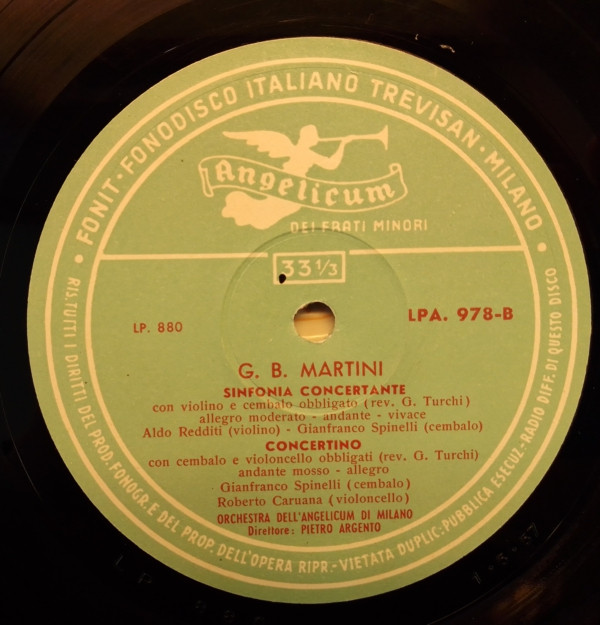 FONIT · FONODISCO ITALIANO TREVISAN · MILANO
Angelicum
DEI FRATI MINORI
33 1/3
LP. 880
LPA. 978-B
G. B. MARTINI
SINFONIA CONCERTANTE
con violino e cembalo obbligato (rev. G. Turchi)
allegro moderato - andante - vivace
Aldo Redditi (violino) - Gianfranco Spinelli (cembalo)
CONCERTINO
con cembalo e violoncello obbligati (rev. G. Turchi)
andante mosso - allegro
Gianfranco Spinelli (cembalo)
Roberto Caruana (violoncello)
ORCHESTRA DELL'ANGELICUM DI MILANO
Direttore: PIETRO ARGENTO
RIS. TUTTI I DIRITTI DEL PROD. FONOGR. E DEL PROP. DELL'OPERA RIPR. - VIETATA DUPLIC. - PUBBLICA ESECUZ. - RADIO DIFF. DI QUESTO DISCO